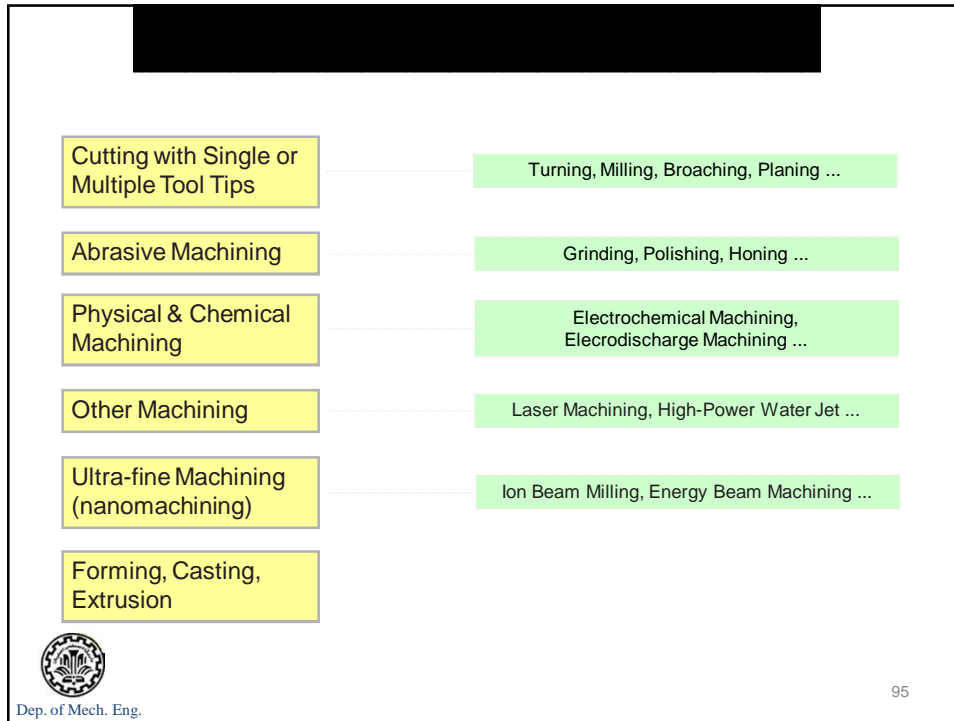 Cutting with Single or
Multiple Tool Tips
Turning, Milling, Broaching, Planing ...
Abrasive Machining
Grinding, Polishing, Honing ...
Physical & Chemical
Machining
Electrochemical Machining,
Elecrodischarge Machining ...
Other Machining
Laser Machining, High-Power Water Jet ...
Ultra-fine Machining
(nanomachining)
Ion Beam Milling, Energy Beam Machining ...
Forming, Casting,
Extrusion
Dep. of Mech. Eng.
95